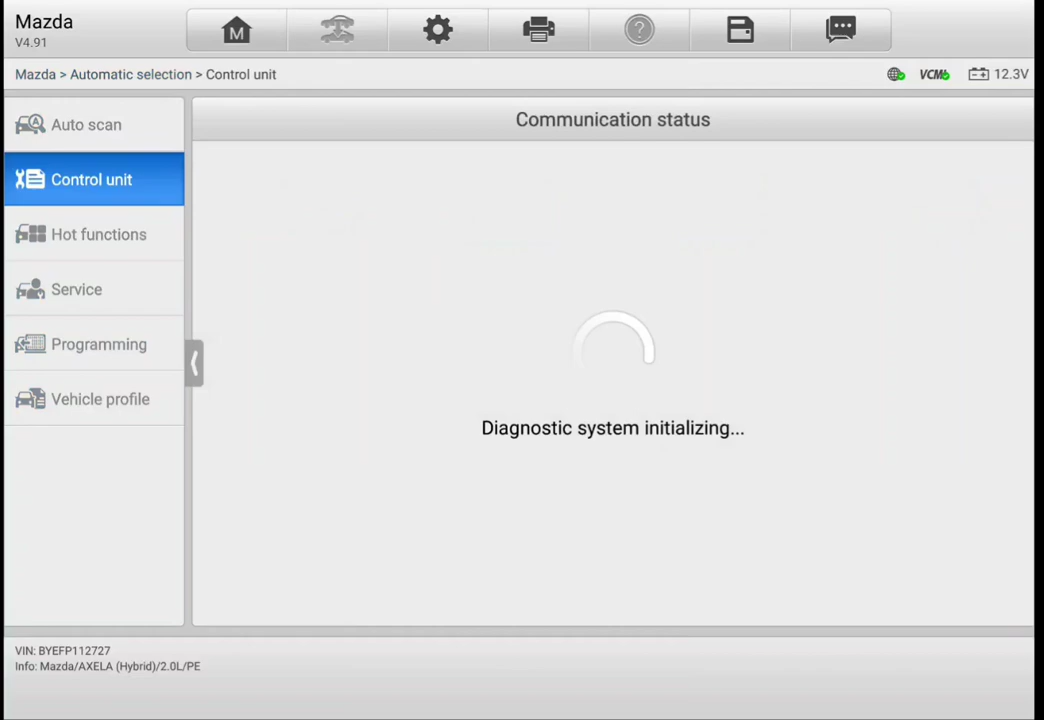 Mazda
V4.91
M
?
Mazda > Automatic selection > Control unit
VCMI
12.3V
Auto scan
Control unit
Hot functions
Service
Programming
Vehicle profile
Communication status
Diagnostic system initializing...
VIN: BYEFP112727
Info: Mazda/AXELA (Hybrid)/2.0L/PE